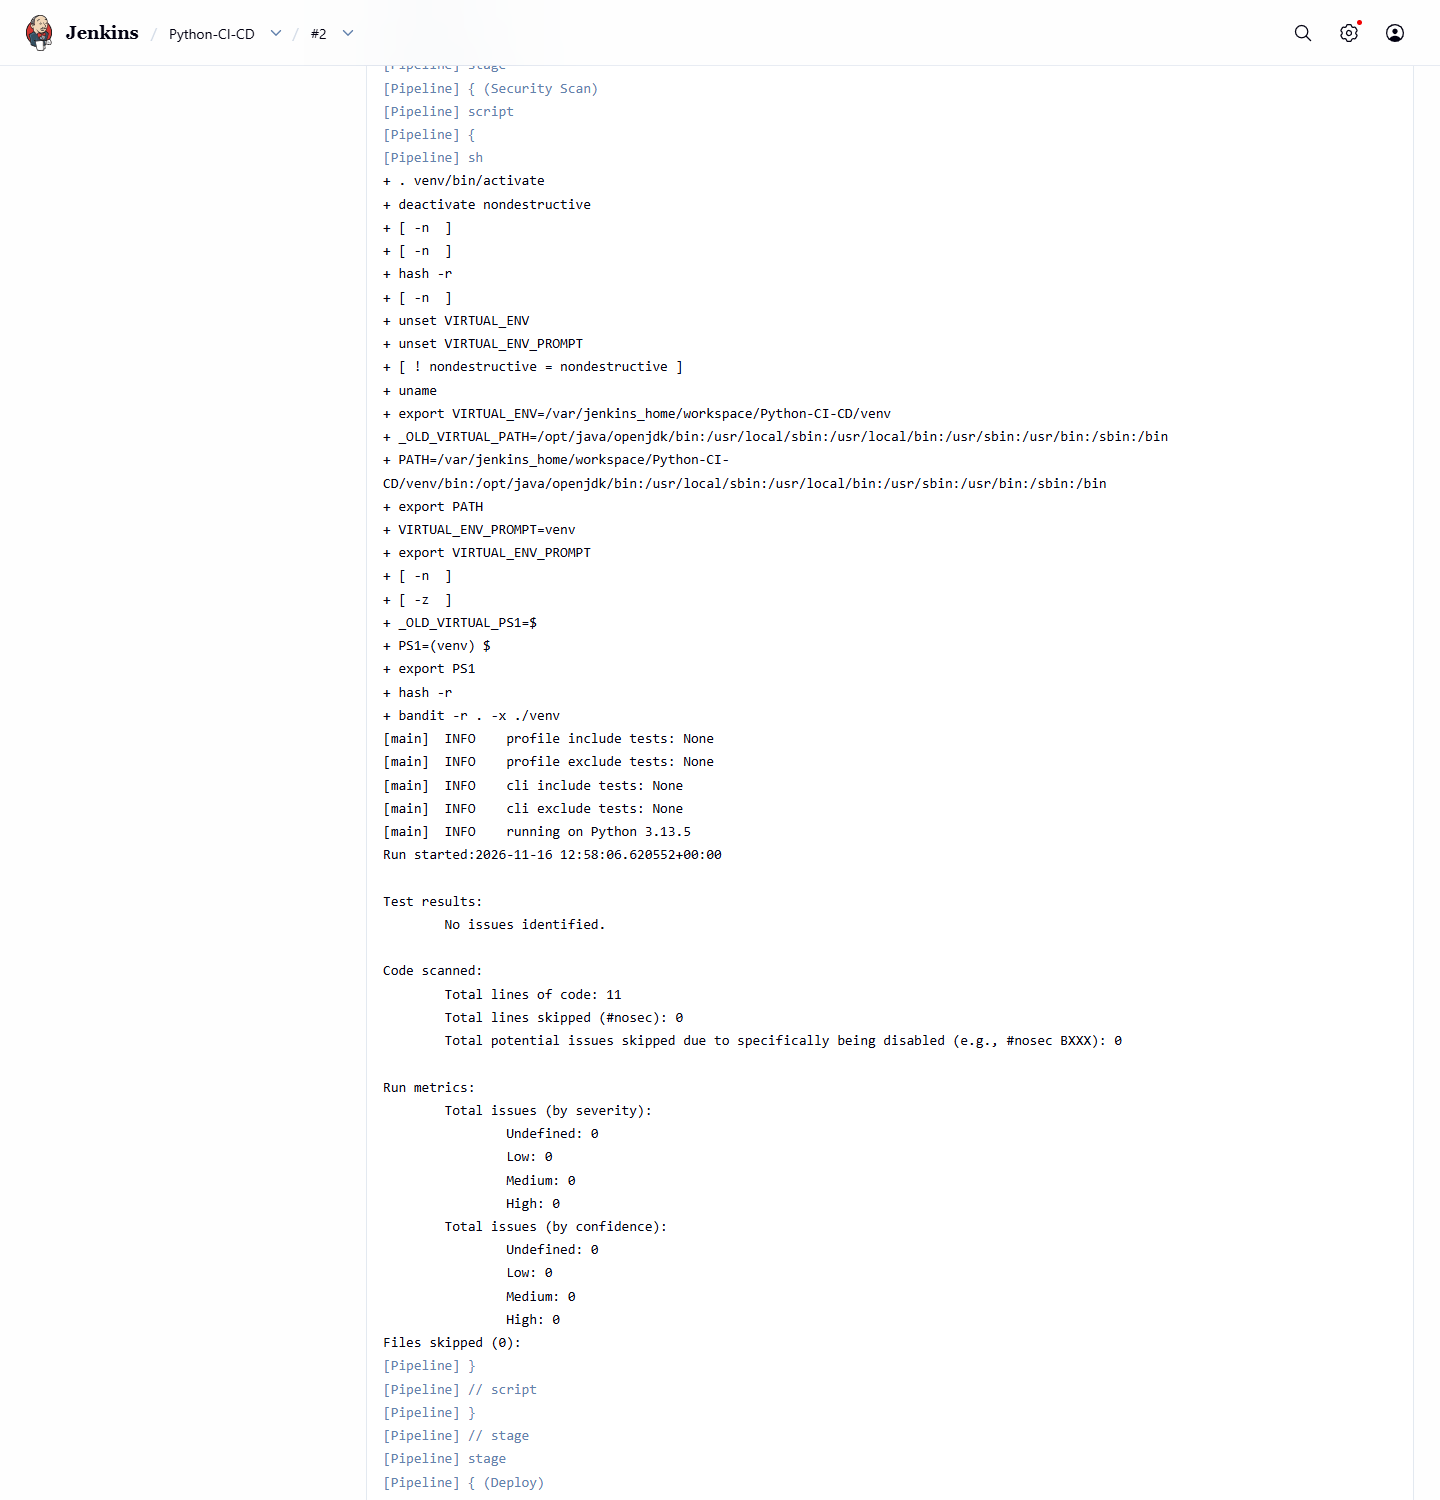 Jenkins / Python-CI-CD / #2
[Pipeline] stage
[Pipeline] { (Security Scan)
[Pipeline] script
[Pipeline] {
[Pipeline] sh
+ . venv/bin/activate
+ deactivate nondestructive
+ [ -n  ]
+ [ -n  ]
+ hash -r
+ [ -n  ]
+ unset VIRTUAL_ENV
+ unset VIRTUAL_ENV_PROMPT
+ [ ! nondestructive = nondestructive ]
+ uname
+ export VIRTUAL_ENV=/var/jenkins_home/workspace/Python-CI-CD/venv
+ _OLD_VIRTUAL_PATH=/opt/java/openjdk/bin:/usr/local/sbin:/usr/local/bin:/usr/sbin:/usr/bin:/sbin:/bin
+ PATH=/var/jenkins_home/workspace/Python-CI-
CD/venv/bin:/opt/java/openjdk/bin:/usr/local/sbin:/usr/local/bin:/usr/sbin:/usr/bin:/sbin:/bin
+ export PATH
+ VIRTUAL_ENV_PROMPT=venv
+ export VIRTUAL_ENV_PROMPT
+ [ -n  ]
+ [ -z  ]
+ _OLD_VIRTUAL_PS1=$
+ PS1=(venv) $
+ export PS1
+ hash -r
+ bandit -r . -x ./venv
[main]  INFO    profile include tests: None
[main]  INFO    profile exclude tests: None
[main]  INFO    cli include tests: None
[main]  INFO    cli exclude tests: None
[main]  INFO    running on Python 3.13.5
Run started:2026-11-16 12:58:06.620552+00:00
Test results:
No issues identified.
Code scanned:
Total lines of code: 11
Total lines skipped (#nosec): 0
Total potential issues skipped due to specifically being disabled (e.g., #nosec BXXX): 0
Run metrics:
Total issues (by severity):
Undefined: 0
Low: 0
Medium: 0
High: 0
Total issues (by confidence):
Undefined: 0
Low: 0
Medium: 0
High: 0
Files skipped (0):
[Pipeline] }
[Pipeline] // script
[Pipeline] }
[Pipeline] // stage
[Pipeline] stage
[Pipeline] { (Deploy)